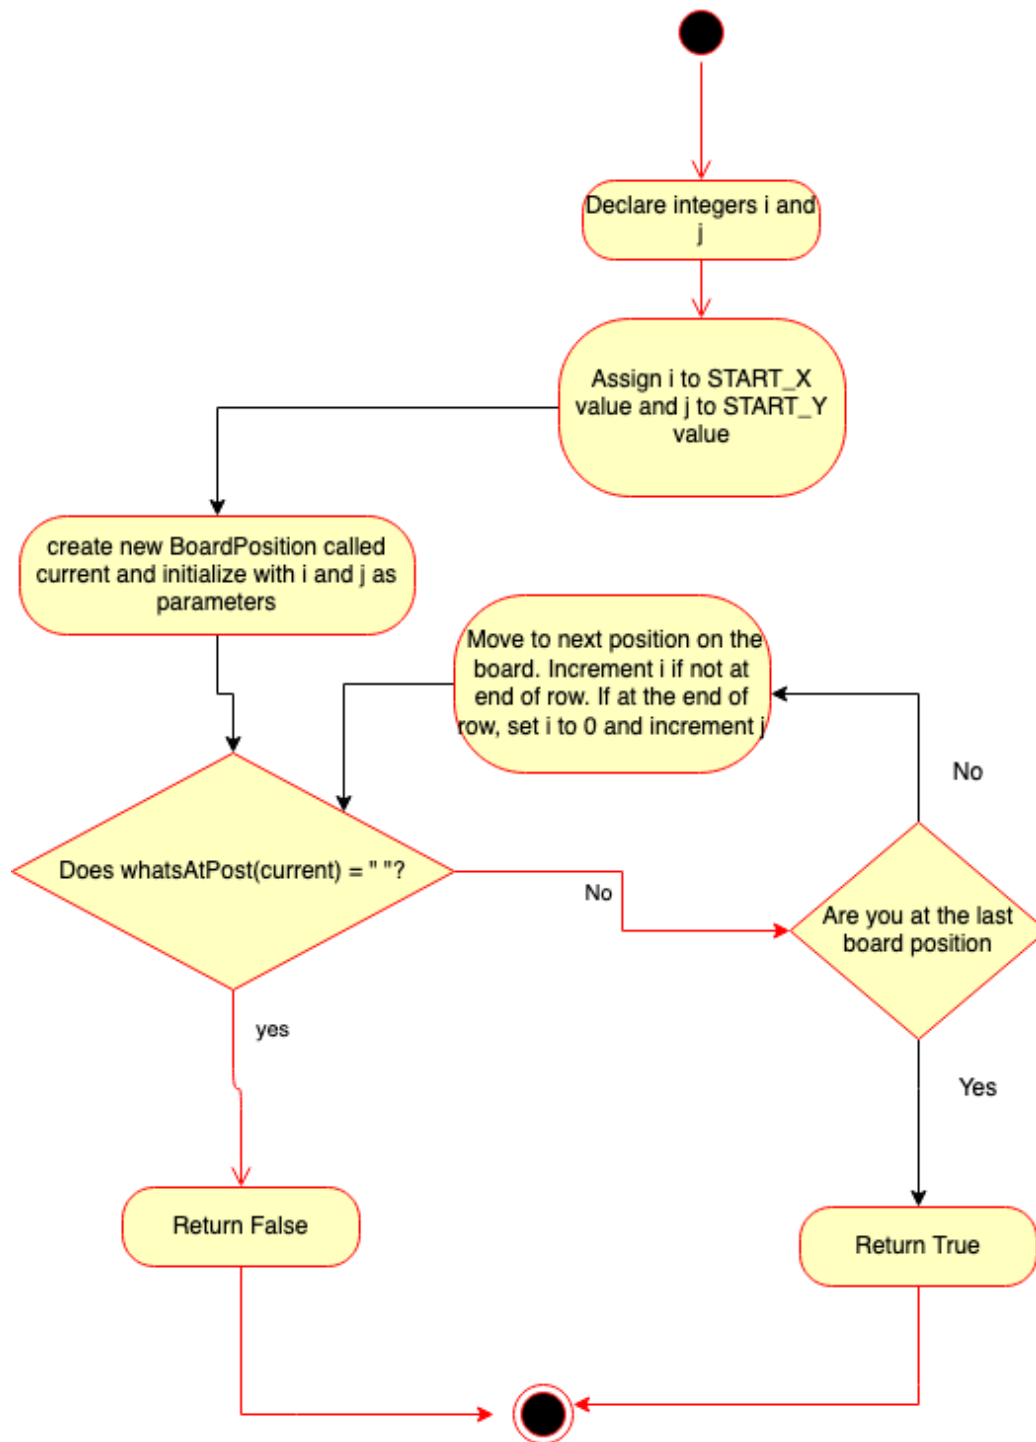 Declare integers i and
j
Assign i to START_X
value and j to START_Y
value
create new BoardPosition called
current and initialize with i and j as
parameters
Move to next position on the
board. Increment i if not at
end of row. If at the end of
row, set i to 0 and increment j
No
Does whatsAtPost(current) = " "?
No
Are you at the last
board position
yes
Yes
Return False
Return True